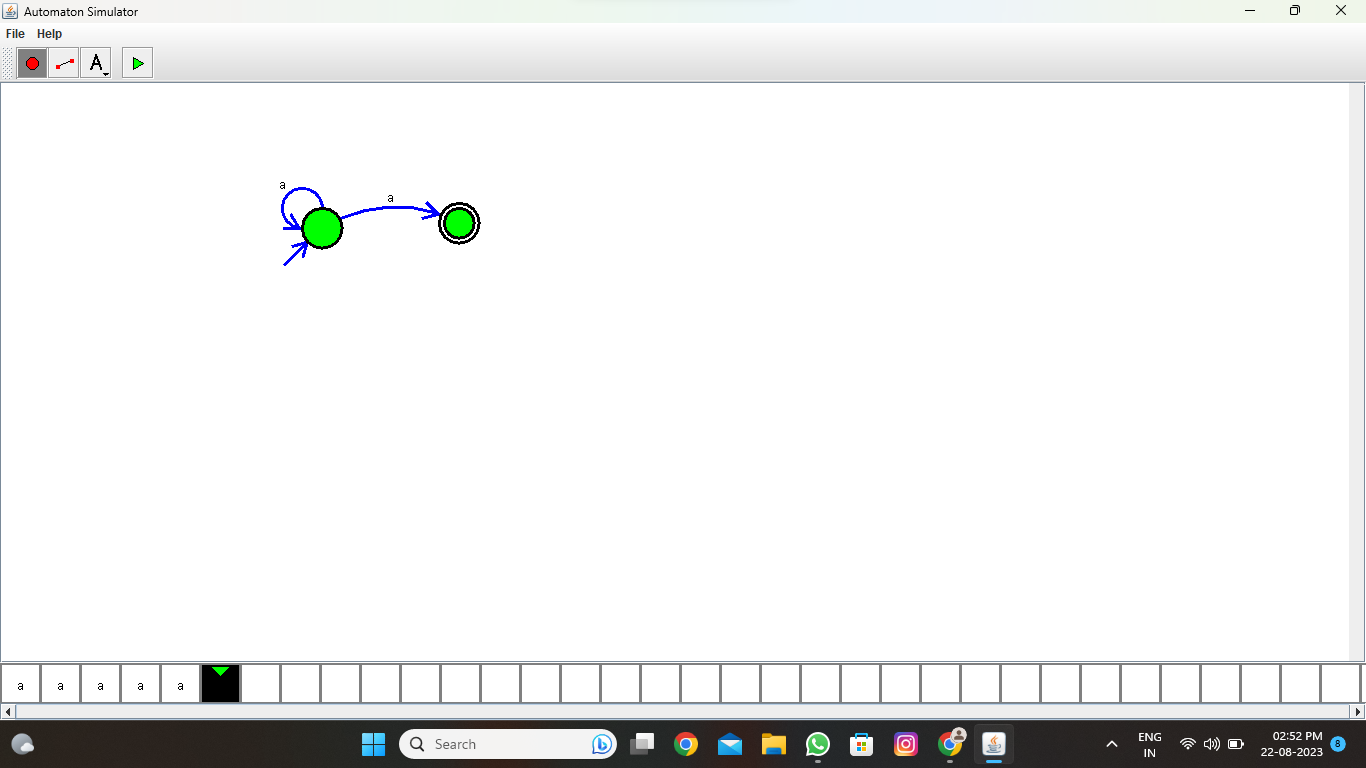 Automaton Simulator
File Help
A
a
a
a a a a a
Search
ENG
IN
02:52 PM
22-08-2023
8